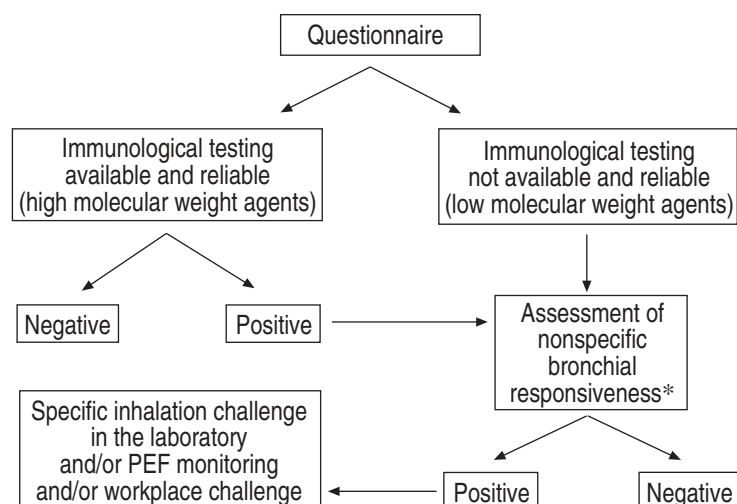 Questionnaire
Immunological testing
available and reliable
(high molecular weight agents)
Immunological testing
not available and reliable
(low molecular weight agents)
Negative
Positive
Assessment of
nonspecific
bronchial
responsiveness*
Specific inhalation challenge
in the laboratory
and/or PEF monitoring
and/or workplace challenge
Positive
Negative